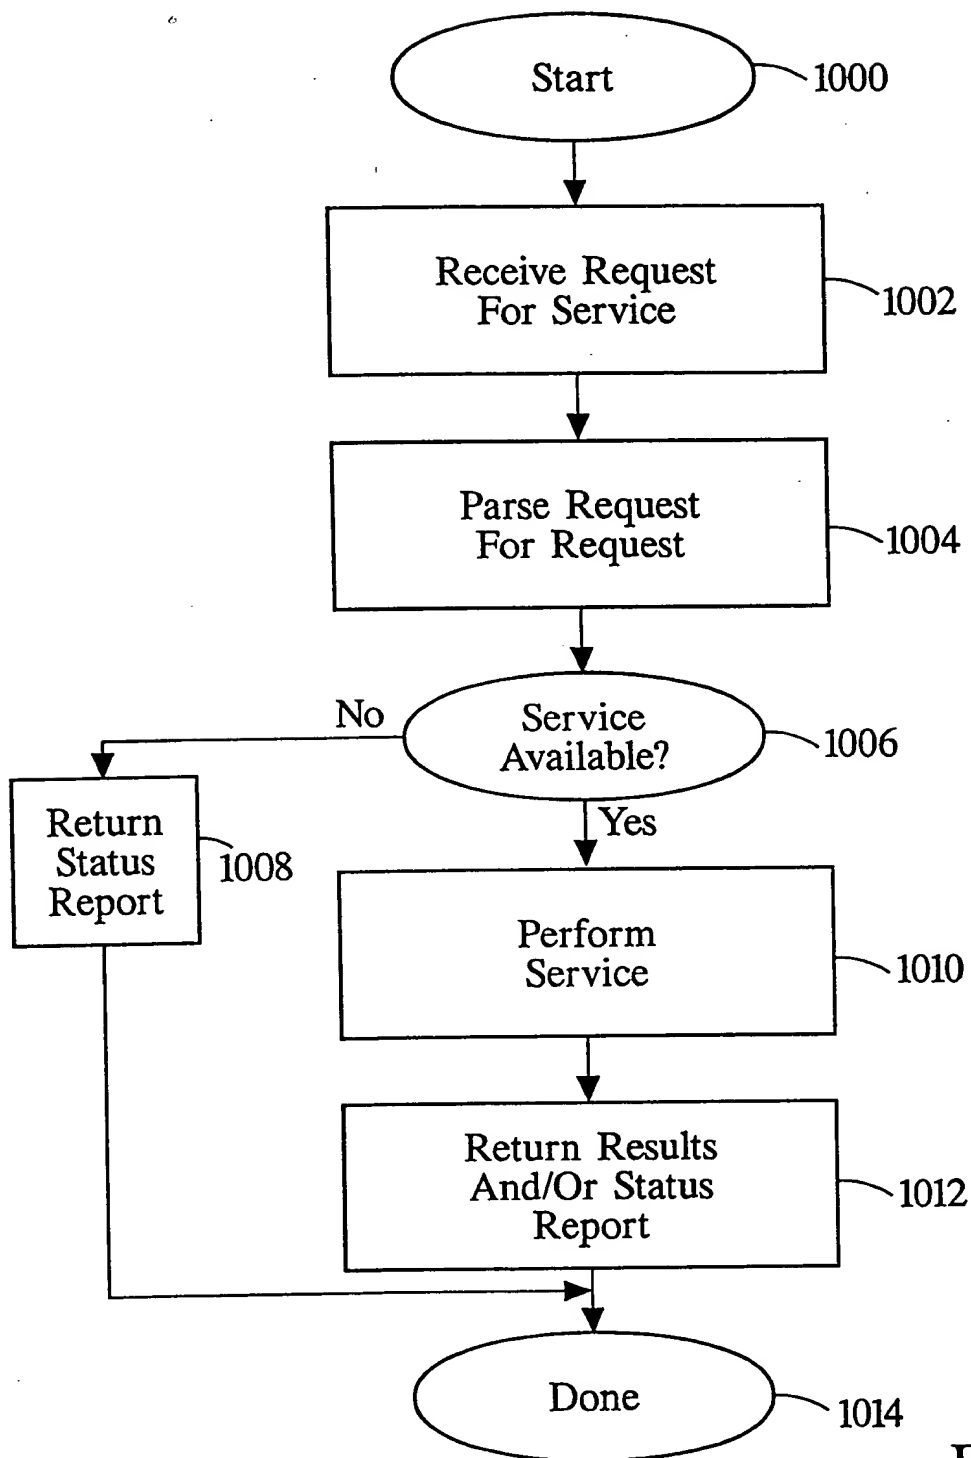 Start
1000
Receive Request
For Service
1002
Parse Request
For Request
1004
No
Service
Available?
1006
Yes
Return
Status
Report
1008
Perform
Service
1010
Return Results
And/Or Status
Report
1012
Done
1014